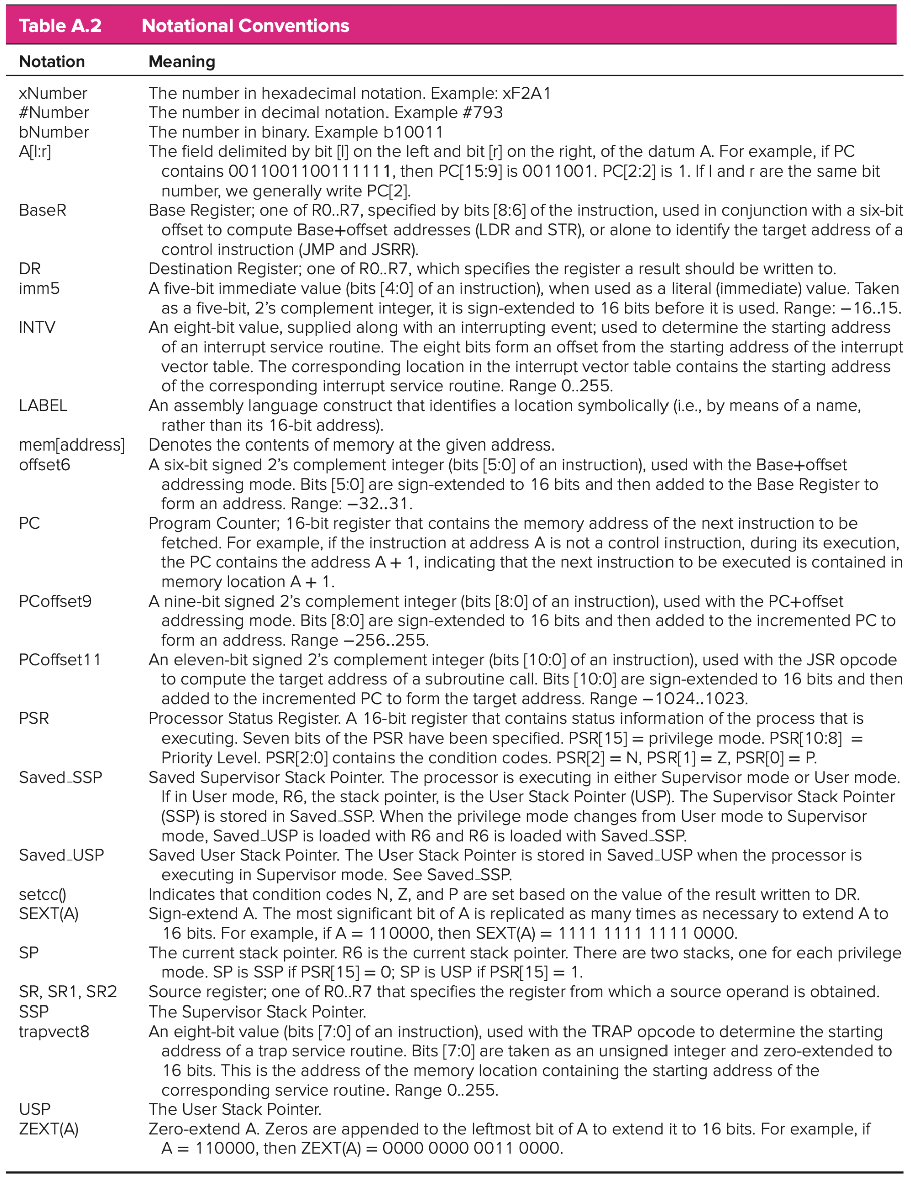 Table A.2 Notational Conventions
Notation Meaning
xNumber The number in hexadecimal notation. Example: xF2A1
#Number The number in decimal notation. Example #793
bNumber The number in binary. Example b10011
A[l:r] The field delimited by bit [l] on the left and bit [r] on the right, of the datum A. For example, if PC
contains 0011001100111111, then PC[15:9] is 0011001. PC[2:2] is 1. If l and r are the same bit
number, we generally write PC[2].
BaseR Base Register; one of R0..R7, specified by bits [8:6] of the instruction, used in conjunction with a six-bit
offset to compute Base+offset addresses (LDR and STR), or alone to identify the target address of a
control instruction (JMP and JSRR).
DR Destination Register; one of R0..R7, which specifies the register a result should be written to.
imm5 A five-bit immediate value (bits [4:0] of an instruction), when used as a literal (immediate) value. Taken
as a five-bit, 2’s complement integer, it is sign-extended to 16 bits before it is used. Range: −16..15.
INTV An eight-bit value, supplied along with an interrupting event; used to determine the starting address
of an interrupt service routine. The eight bits form an offset from the starting address of the interrupt
vector table. The corresponding location in the interrupt vector table contains the starting address
of the corresponding interrupt service routine. Range 0..255.
LABEL An assembly language construct that identifies a location symbolically (i.e., by means of a name,
rather than its 16-bit address).
mem[address] Denotes the contents of memory at the given address.
offset6 A six-bit signed 2’s complement integer (bits [5:0] of an instruction), used with the Base+offset
addressing mode. Bits [5:0] are sign-extended to 16 bits and then added to the Base Register to
form an address. Range: −32..31.
PC Program Counter; 16-bit register that contains the memory address of the next instruction to be
fetched. For example, if the instruction at address A is not a control instruction, during its execution,
the PC contains the address A + 1, indicating that the next instruction to be executed is contained in
memory location A + 1.
PCoffset9 A nine-bit signed 2’s complement integer (bits [8:0] of an instruction), used with the PC+offset
addressing mode. Bits [8:0] are sign-extended to 16 bits and then added to the incremented PC to
form an address. Range −256..255.
PCoffset11 An eleven-bit signed 2’s complement integer (bits [10:0] of an instruction), used with the JSR opcode
to compute the target address of a subroutine call. Bits [10:0] are sign-extended to 16 bits and then
added to the incremented PC to form the target address. Range −1024..1023.
PSR Processor Status Register. A 16-bit register that contains status information of the process that is
executing. Seven bits of the PSR have been specified. PSR[15] = privilege mode. PSR[10:8] =
Priority Level. PSR[2:0] contains the condition codes. PSR[2] = N, PSR[1] = Z, PSR[0] = P.
Saved_SSP Saved Supervisor Stack Pointer. The processor is executing in either Supervisor mode or User mode.
If in User mode, R6, the stack pointer, is the User Stack Pointer (USP). The Supervisor Stack Pointer
(SSP) is stored in Saved_SSP. When the privilege mode changes from User mode to Supervisor
mode, Saved_USP is loaded with R6 and R6 is loaded with Saved_SSP.
Saved_USP Saved User Stack Pointer. The User Stack Pointer is stored in Saved_USP when the processor is
executing in Supervisor mode. See Saved_SSP.
setcc() Indicates that condition codes N, Z, and P are set based on the value of the result written to DR.
SEXT(A) Sign-extend A. The most significant bit of A is replicated as many times as necessary to extend A to
16 bits. For example, if A = 110000, then SEXT(A) = 1111 1111 1111 0000.
SP The current stack pointer. R6 is the current stack pointer. There are two stacks, one for each privilege
mode. SP is SSP if PSR[15] = 0; SP is USP if PSR[15] = 1.
SR, SR1, SR2 Source register; one of R0..R7 that specifies the register from which a source operand is obtained.
SSP The Supervisor Stack Pointer.
trapvect8 An eight-bit value (bits [7:0] of an instruction), used with the TRAP opcode to determine the starting
address of a trap service routine. Bits [7:0] are taken as an unsigned integer and zero-extended to
16 bits. This is the address of the memory location containing the starting address of the
corresponding service routine. Range 0..255.
USP The User Stack Pointer.
ZEXT(A) Zero-extend A. Zeros are appended to the leftmost bit of A to extend it to 16 bits. For example, if
A = 110000, then ZEXT(A) = 0000 0000 0011 0000.